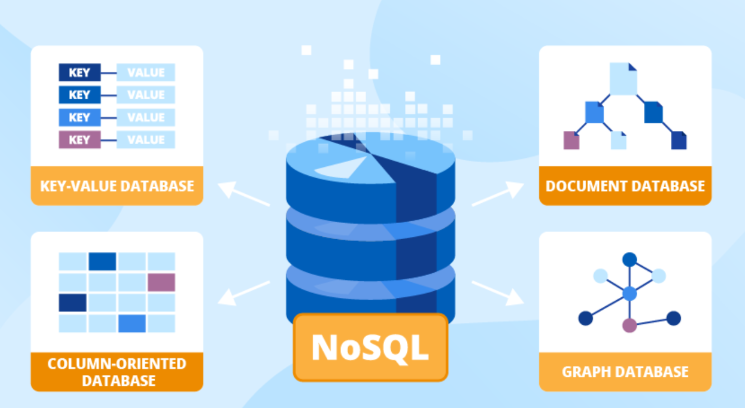 KEY VALUE
KEY VALUE
KEY VALUE
KEY VALUE
KEY-VALUE DATABASE
DOCUMENT DATABASE
COLUMN-ORIENTED
DATABASE
NoSQL
GRAPH DATABASE